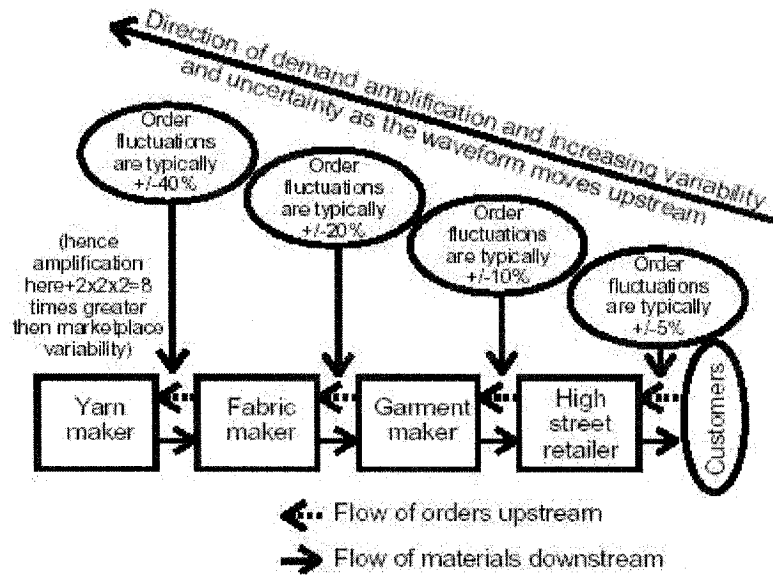 Direction of demand amplification and increasing variability
and uncertainty as the waveform moves upstream
Order
fluctuations
are typically
+/-40%
Order
fluctuations
are typically
+/-20%
Order
fluctuations
are typically
+/-10%
Order
fluctuations
are typically
+/-5%
(hence
amplification
here+2x2x2=8
times greater
then marketplace
variability)
Yarn
maker
Fabric
maker
Garment
maker
High
street
retailer
Customers
Flow of orders upstream
Flow of materials downstream